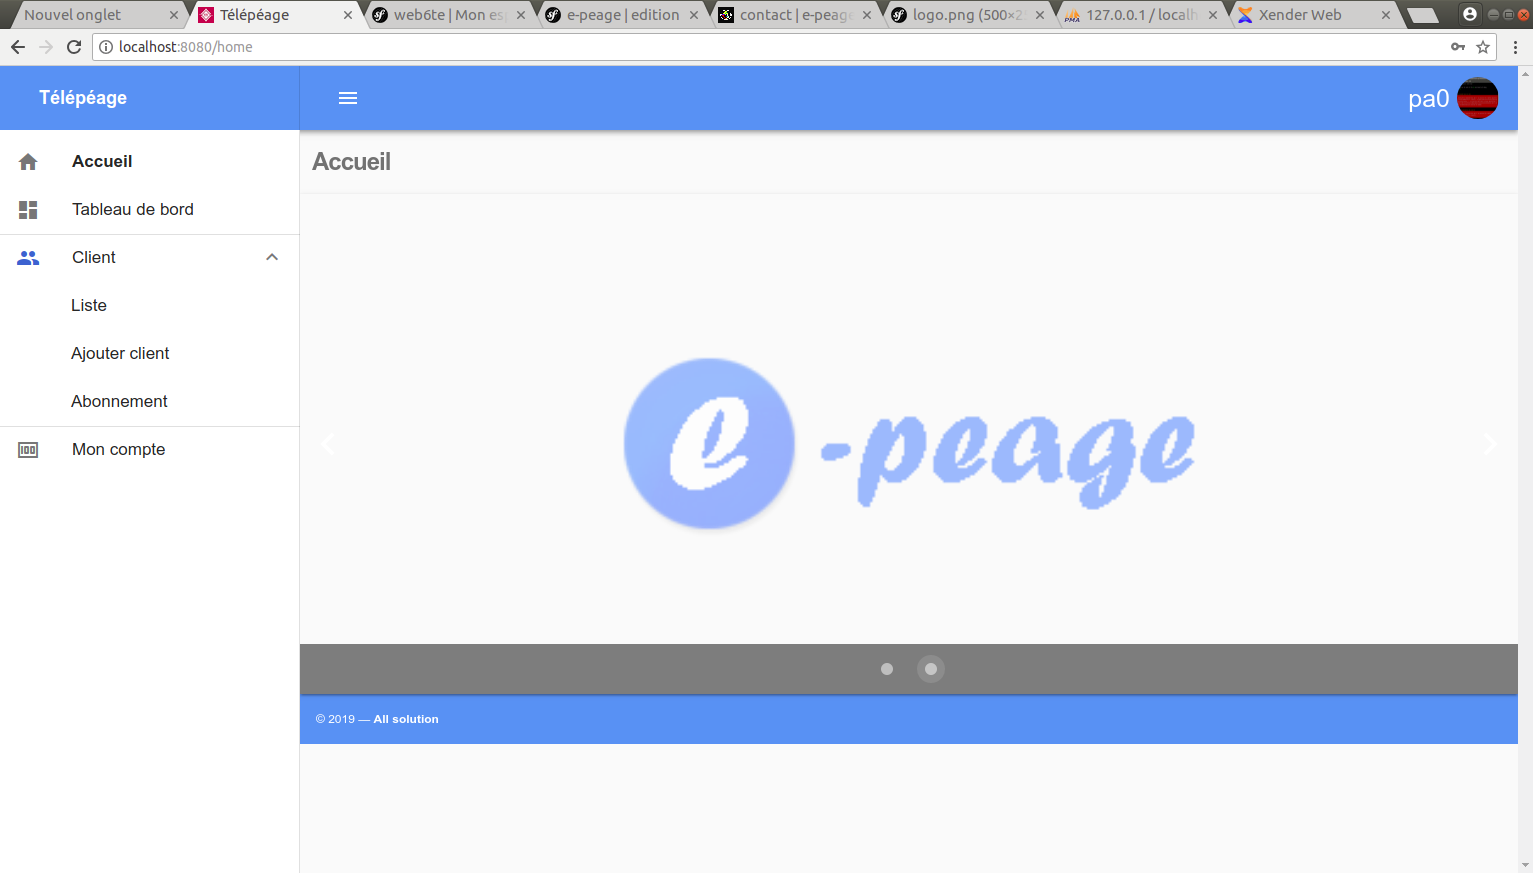 Nouvel onglet
Télépéage
web6te | Mon es
e-peage | edition
contact | e-peage
logo.png (500×2
127.0.0.1 / localh
Xender Web
localhost:8080/home
Télépéage
pa0
Accueil
Tableau de bord
Client
Liste
Ajouter client
Abonnement
Mon compte
Accueil
e -peage
© 2019 — All solution